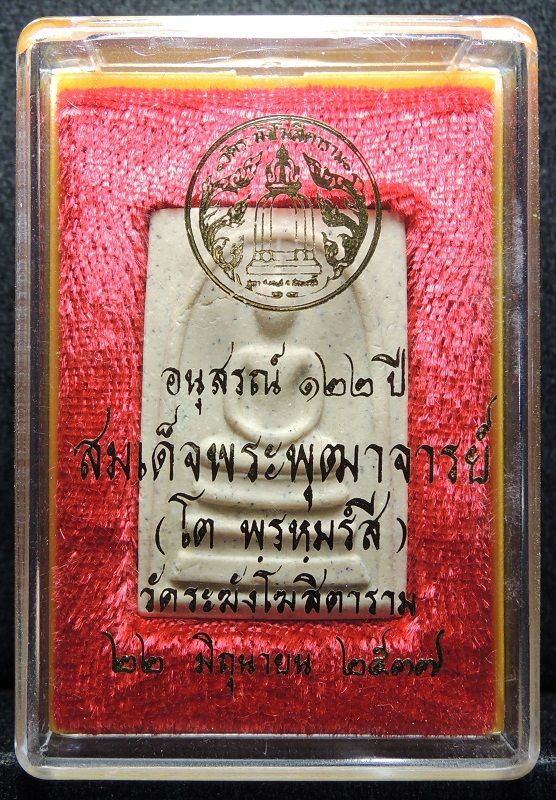 อนุสรณ์ ๑๒๒ ปี
สมเด็จพระพุฒาจารย์
(โต พฺรหฺมรํสี)
วัดระฆังโฆสิตาราม
๒๒ มิถุนายน ๒๕๓๗